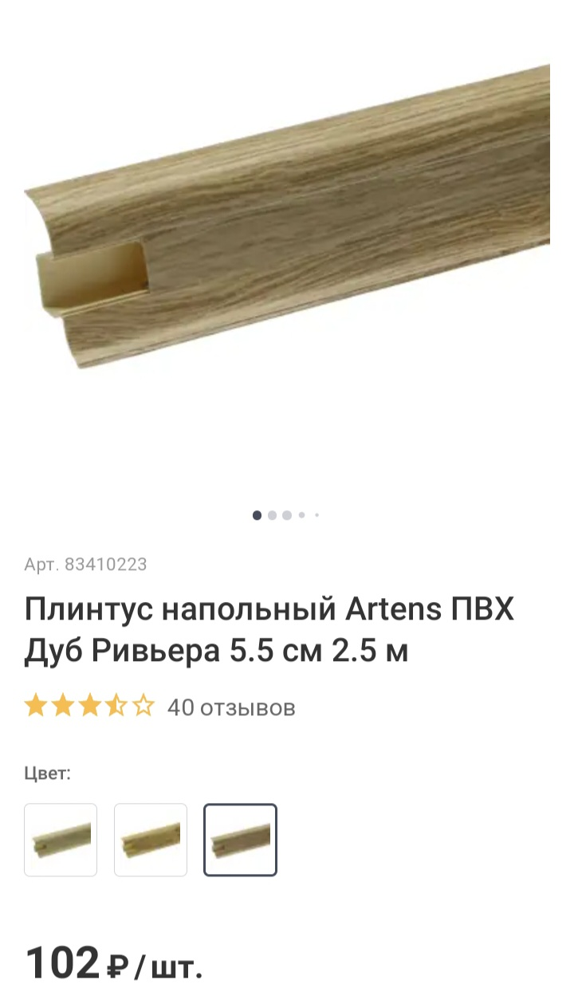 Арт. 83410223
Плинтус напольный Artens ПВХ
Дуб Ривьера 5.5 см 2.5 м
40 отзывов
Цвет:
102 ₽/шт.